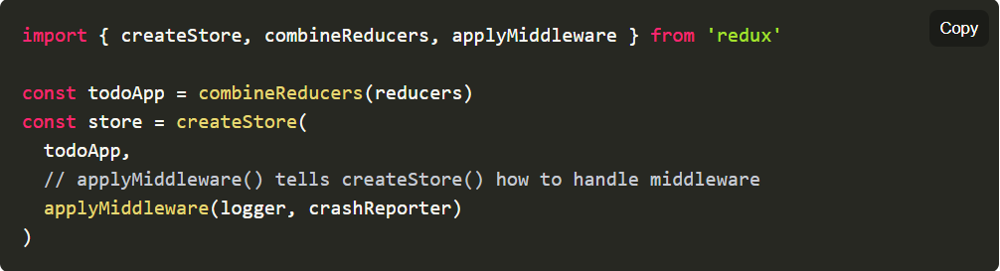 import { createStore, combineReducers, applyMiddleware } from 'redux'
Copy
const todoApp = combineReducers(reducers)
const store = createStore(
  todoApp,
  // applyMiddleware() tells createStore() how to handle middleware
  applyMiddleware(logger, crashReporter)
)